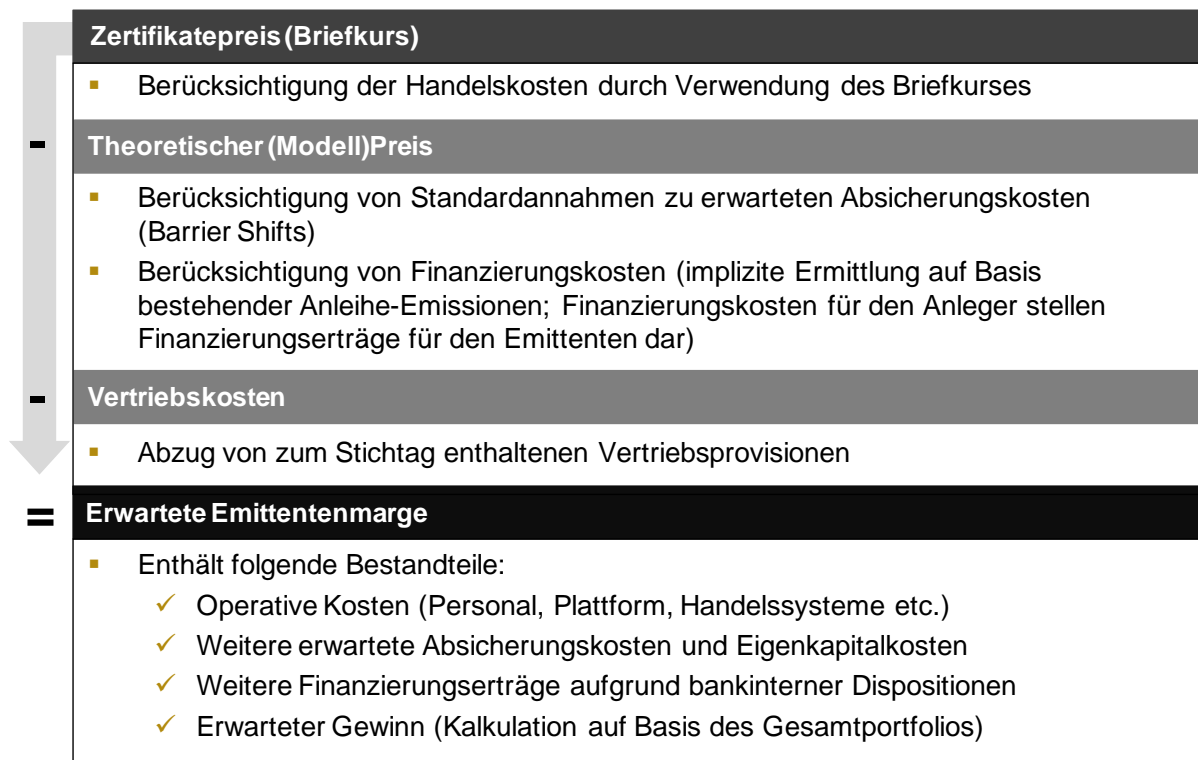 Zertifikatepreis (Briefkurs)
▪ Berücksichtigung der Handelskosten durch Verwendung des Briefkurses
- Theoretischer (Modell)Preis
▪ Berücksichtigung von Standardannahmen zu erwarteten Absicherungskosten
(Barrier Shifts)
▪ Berücksichtigung von Finanzierungskosten (implizite Ermittlung auf Basis
bestehender Anleihe-Emissionen; Finanzierungskosten für den Anleger stellen
Finanzierungserträge für den Emittenten dar)
- Vertriebskosten
▪ Abzug von zum Stichtag enthaltenen Vertriebsprovisionen
= Erwartete Emittentenmarge
▪ Enthält folgende Bestandteile:
✓ Operative Kosten (Personal, Plattform, Handelssysteme etc.)
✓ Weitere erwartete Absicherungskosten und Eigenkapitalkosten
✓ Weitere Finanzierungserträge aufgrund bankinterner Dispositionen
✓ Erwarteter Gewinn (Kalkulation auf Basis des Gesamtportfolios)